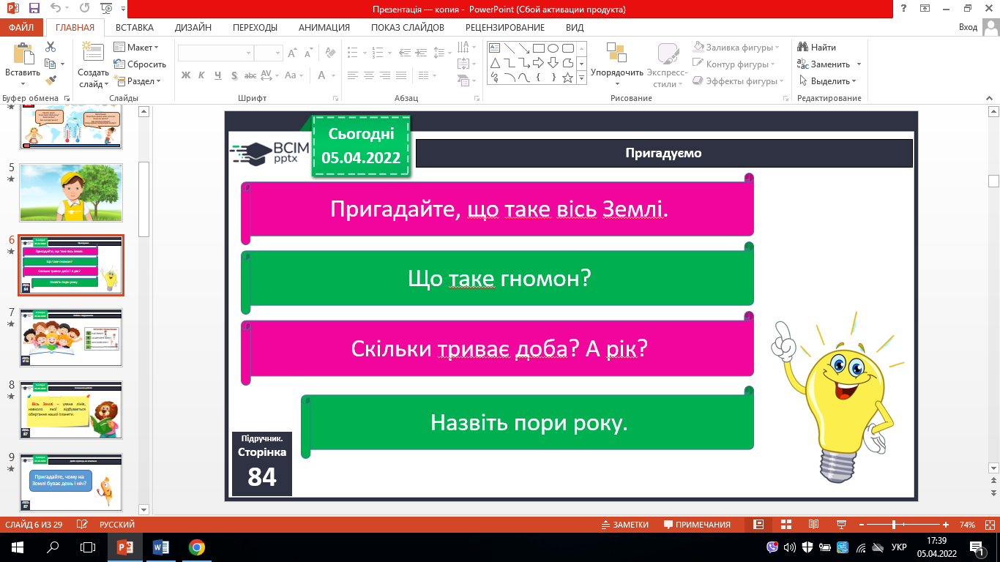 Презентація — копия - PowerPoint (Сбой активации продукта)
?
ФАЙЛ ГЛАВНАЯ ВСТАВКА ДИЗАЙН ПЕРЕХОДЫ АНИМАЦИЯ ПОКАЗ СЛАЙДОВ РЕЦЕНЗИРОВАНИЕ ВИД Вход
Вставить
Создать слайд
Макет
Сбросить
Раздел
Ж К Ч S abc AV Aa A
Упорядочить
Экспресс-стили
Заливка фигуры
Контур фигуры
Эффекты фигуры
Найти
Заменить
Выделить
Буфер обмена Слайды Шрифт Абзац Рисование Редактирование
5
6
Пригадайте, що таке вісь Землі.
Що таке гномон?
Скільки триває доба? А рік?
Назвіть пори року.
84
7
8
Вісь Землі – уявна лінія,
навколо якої відбувається
обертання нашої планети.
87
9
Пригадайте, чому на
Землі буває день і ніч?
87
Сьогодні
05.04.2022
ВСІМ
pptx
Пригадуємо
Пригадайте, що таке вісь Землі.
Що таке гномон?
Скільки триває доба? А рік?
Назвіть пори року.
Підручник.
Сторінка
84
СЛАЙД 6 ИЗ 29 РУССКИЙ ЗАМЕТКИ ПРИМЕЧАНИЯ 74%
УКР
17:39
05.04.2022
1